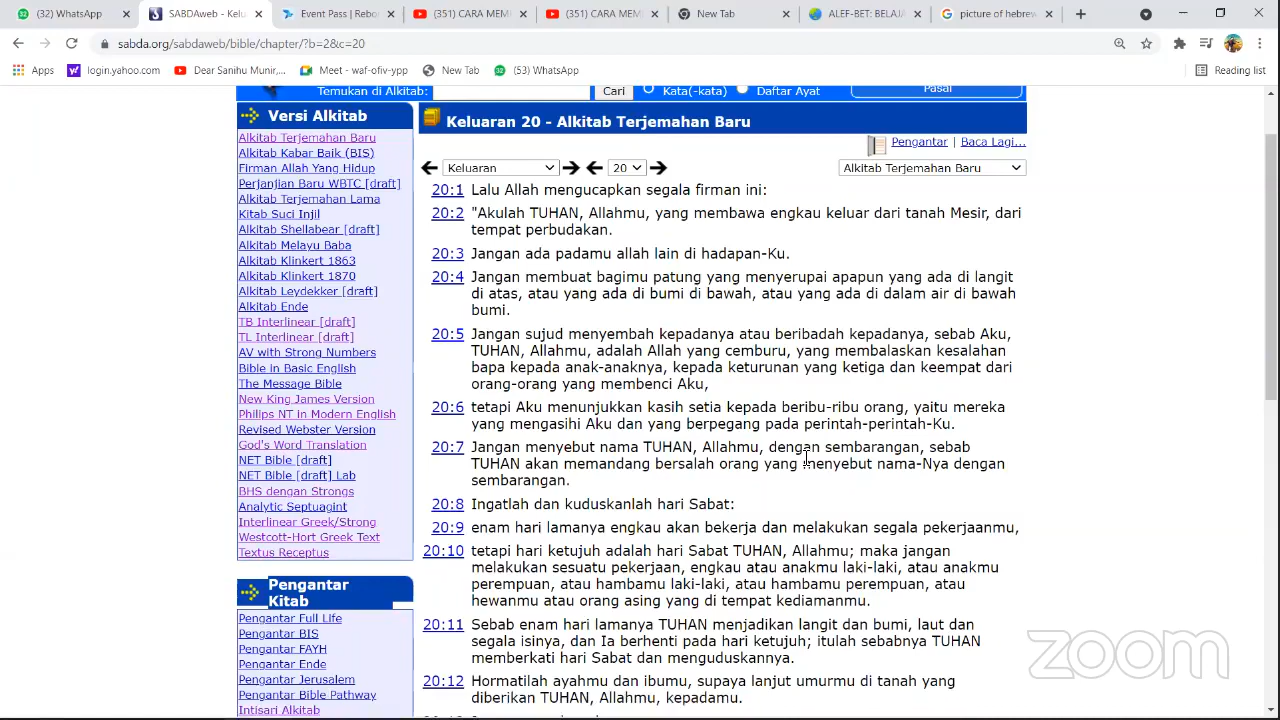 (32) WhatsApp
SABDAweb - Kelu
Event Pass | Rebo
(351) CARA MEM
(351) CARA MEM
New Tab
ALEF-BET: BELAJA
picture of hebrew
sabda.org/sabdaweb/bible/chapter/?b=2&c=20
Apps
login.yahoo.com
Dear Sanihu Munir,...
Meet - waf-ofiv-ypp
New Tab
(53) WhatsApp
Reading list
Temukan di Alkitab:
Cari
Kata(-kata)
Daftar Ayat
Pasal
Versi Alkitab
Alkitab Terjemahan Baru
Alkitab Kabar Baik (BIS)
Firman Allah Yang Hidup
Perjanjian Baru WBTC [draft]
Alkitab Terjemahan Lama
Kitab Suci Injil
Alkitab Shellabear [draft]
Alkitab Melayu Baba
Alkitab Klinkert 1863
Alkitab Klinkert 1870
Alkitab Leydekker [draft]
Alkitab Ende
TB Interlinear [draft]
TL Interlinear [draft]
AV with Strong Numbers
Bible in Basic English
The Message Bible
New King James Version
Philips NT in Modern English
Revised Webster Version
God's Word Translation
NET Bible [draft]
NET Bible [draft] Lab
BHS dengan Strongs
Analytic Septuagint
Interlinear Greek/Strong
Westcott-Hort Greek Text
Textus Receptus
Pengantar
Kitab
Pengantar Full Life
Pengantar BIS
Pengantar FAYH
Pengantar Ende
Pengantar Jerusalem
Pengantar Bible Pathway
Intisari Alkitab
Keluaran 20 - Alkitab Terjemahan Baru
Pengantar | Baca Lagi...
Keluaran
20
Alkitab Terjemahan Baru
20:1 Lalu Allah mengucapkan segala firman ini:
20:2 "Akulah TUHAN, Allahmu, yang membawa engkau keluar dari tanah Mesir, dari
tempat perbudakan.
20:3 Jangan ada padamu allah lain di hadapan-Ku.
20:4 Jangan membuat bagimu patung yang menyerupai apapun yang ada di langit
di atas, atau yang ada di bumi di bawah, atau yang ada di dalam air di bawah
bumi.
20:5 Jangan sujud menyembah kepadanya atau beribadah kepadanya, sebab Aku,
TUHAN, Allahmu, adalah Allah yang cemburu, yang membalaskan kesalahan
bapa kepada anak-anaknya, kepada keturunan yang ketiga dan keempat dari
orang-orang yang membenci Aku,
20:6 tetapi Aku menunjukkan kasih setia kepada beribu-ribu orang, yaitu mereka
yang mengasihi Aku dan yang berpegang pada perintah-perintah-Ku.
20:7 Jangan menyebut nama TUHAN, Allahmu, dengan sembarangan, sebab
TUHAN akan memandang bersalah orang yang menyebut nama-Nya dengan
sembarangan.
20:8 Ingatlah dan kuduskanlah hari Sabat:
20:9 enam hari lamanya engkau akan bekerja dan melakukan segala pekerjaanmu,
20:10 tetapi hari ketujuh adalah hari Sabat TUHAN, Allahmu; maka jangan
melakukan sesuatu pekerjaan, engkau atau anakmu laki-laki, atau anakmu
perempuan, atau hambamu laki-laki, atau hambamu perempuan, atau
hewanmu atau orang asing yang di tempat kediamanmu.
20:11 Sebab enam hari lamanya TUHAN menjadikan langit dan bumi, laut dan
segala isinya, dan Ia berhenti pada hari ketujuh; itulah sebabnya TUHAN
memberkati hari Sabat dan menguduskannya.
20:12 Hormatilah ayahmu dan ibumu, supaya lanjut umurmu di tanah yang
diberikan TUHAN, Allahmu, kepadamu.
zoom